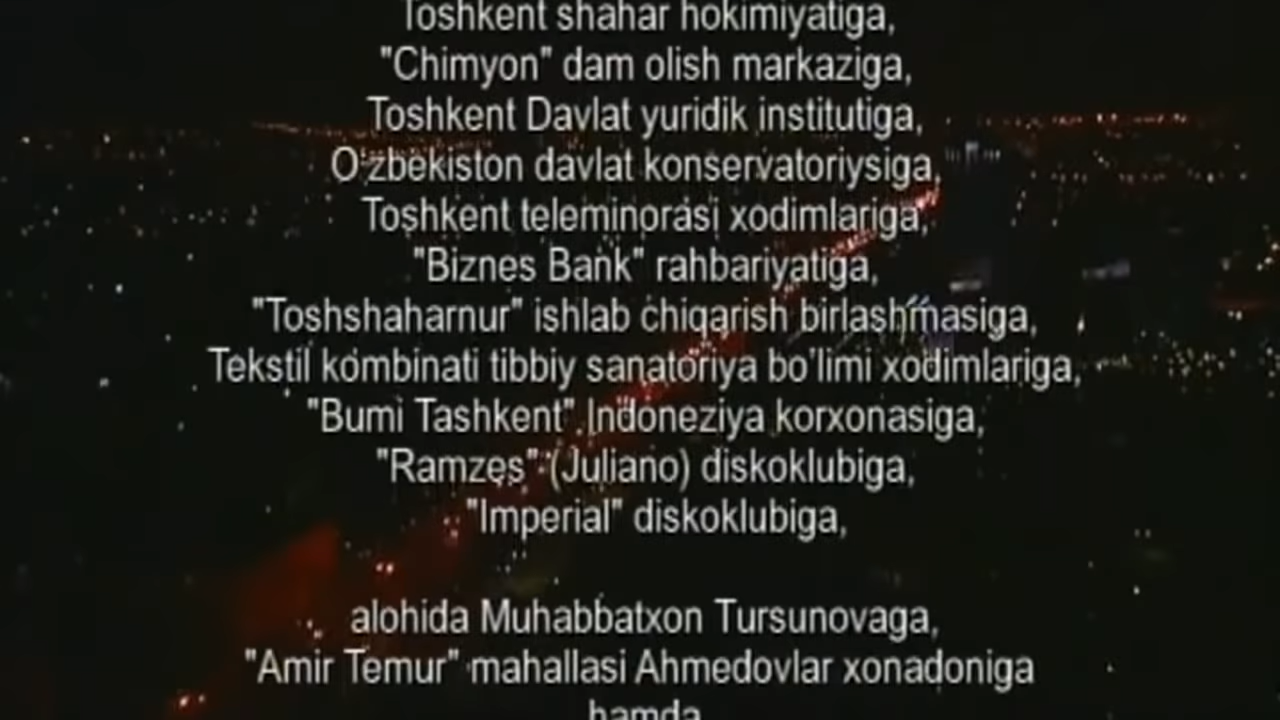 Toshkent shahar hokimiyatiga,
"Chimyon" dam olish markaziga,
Toshkent Davlat yuridik institutiga,
O'zbekiston davlat konservatoriysiga,
Toshkent teleminorasi xodimlariga,
"Biznes Bank" rahbariyatiga,
"Toshshaharnur" ishlab chiqarish birlashmasiga,
Tekstil kombinati tibbiy sanatoriya bo'limi xodimlariga,
"Bumi Tashkent" Indoneziya korxonasiga,
"Ramzes" (Juliano) diskoklubiga,
"Imperial" diskoklubiga,
alohida Muhabbatxon Tursunovaga,
"Amir Temur" mahallasi Ahmedovlar xonadoniga
hamda